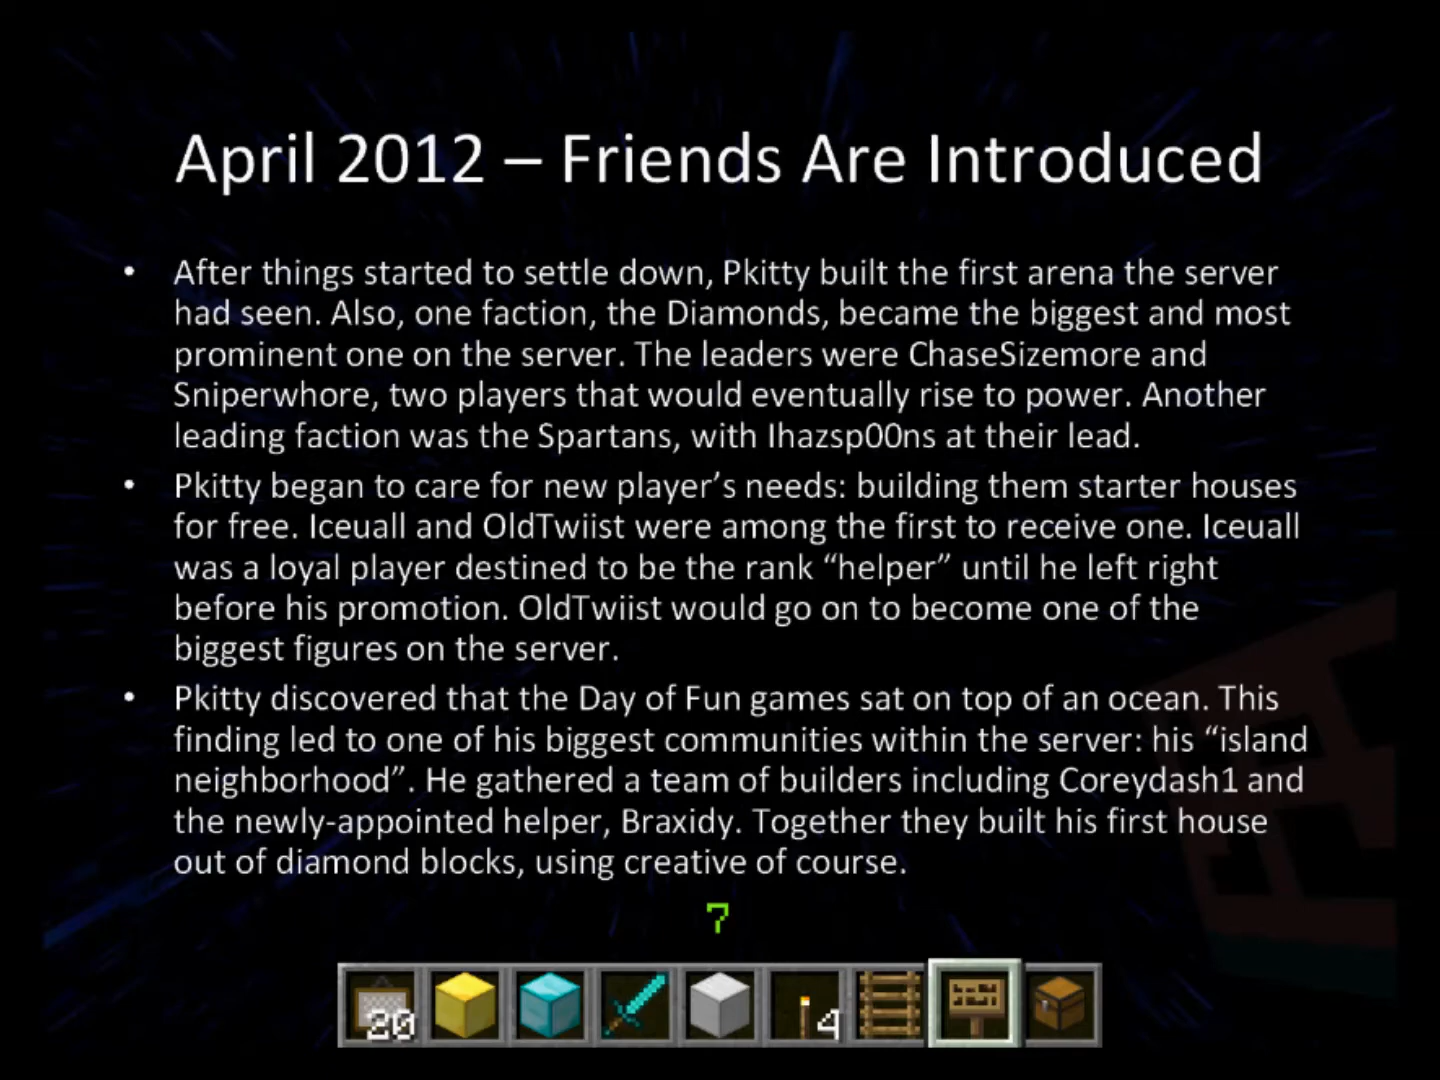 April 2012 – Friends Are Introduced
• After things started to settle down, Pkitty built the first arena the server
had seen. Also, one faction, the Diamonds, became the biggest and most
prominent one on the server. The leaders were ChaseSizemore and
Sniperwhore, two players that would eventually rise to power. Another
leading faction was the Spartans, with Ihazsp00ns at their lead.
• Pkitty began to care for new player’s needs: building them starter houses
for free. Iceuall and OldTwiist were among the first to receive one. Iceuall
was a loyal player destined to be the rank “helper” until he left right
before his promotion. OldTwiist would go on to become one of the
biggest figures on the server.
• Pkitty discovered that the Day of Fun games sat on top of an ocean. This
finding led to one of his biggest communities within the server: his “island
neighborhood”. He gathered a team of builders including Coreydash1 and
the newly-appointed helper, Braxidy. Together they built his first house
out of diamond blocks, using creative of course.
7
20 4